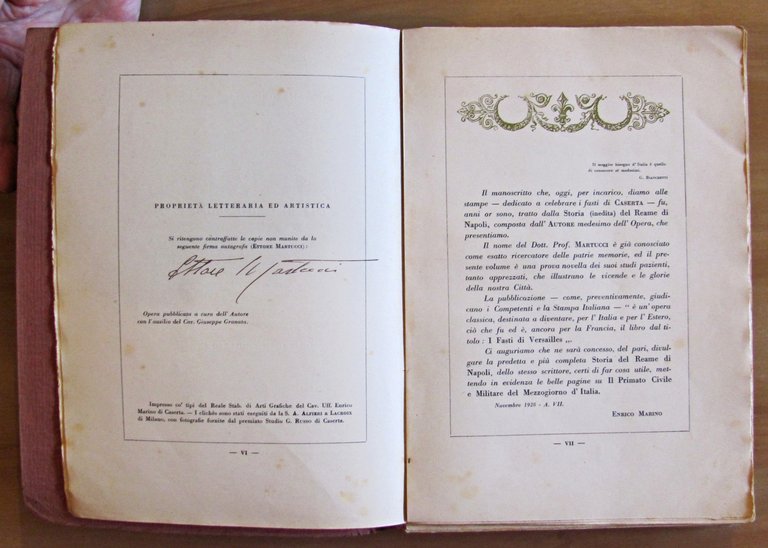 PROPRIETÀ LETTERARIA ED ARTISTICA
Si ritengono contraffatte le copie non munite da la
seguente firma autografa (ETTORE MARTUCCI):
Ettore Martucci
Opera pubblicata a cura dell' Autore
con l'ausilio del Cav. Giuseppe Granata.
Impresso co' tipi del Reale Stab. di Arti Grafiche del Cav. Uff. Enrico
Marino di Caserta. — I clichés sono stati eseguiti da la S. A. ALFIERI & LACROIX
di Milano, con fotografie fornite dal premiato Studio G. RUSSO di Caserta.
— VI —
Il maggior bisogno d' Italia è quello
di conoscere sé medesima.
G.
Il manoscritto che, oggi, per incarico, diamo alle
stampe — dedicato a celebrare i fasti di CASERTA — fu,
anni or sono, tratto dalla Storia (inedita) del Reame di
Napoli, composta dall' AUTORE medesimo dell' Opera, che
presentiamo.
Il nome del Dott. Prof. MARTUCCI è già conosciuto
come esatto ricercatore delle patrie memorie, ed il pre-
sente volume è una prova novella dei suoi studi pazienti,
tanto apprezzati, che illustrano le vicende e le glorie
della nostra Città.
La pubblicazione — come, preventivamente, giudi-
cano i Competenti e la Stampa Italiana — “ è un' opera
classica, destinata a diventare, per l' Italia e per l' Estero,
ciò che fu ed è, ancora per la Francia, il libro dal ti-
tolo : I Fasti di Versailles „.
Ci auguriamo che ne sarà concesso, del pari, divul-
gare la predetta e più completa Storia del Reame di
Napoli, dello stesso scrittore, certi di far cosa utile, met-
tendo in evidenza le belle pagine su Il Primato Civile
e Militare del Mezzogiorno d' Italia.
Novembre 1928 - A. VII.
ENRICO MARINO
— VII —